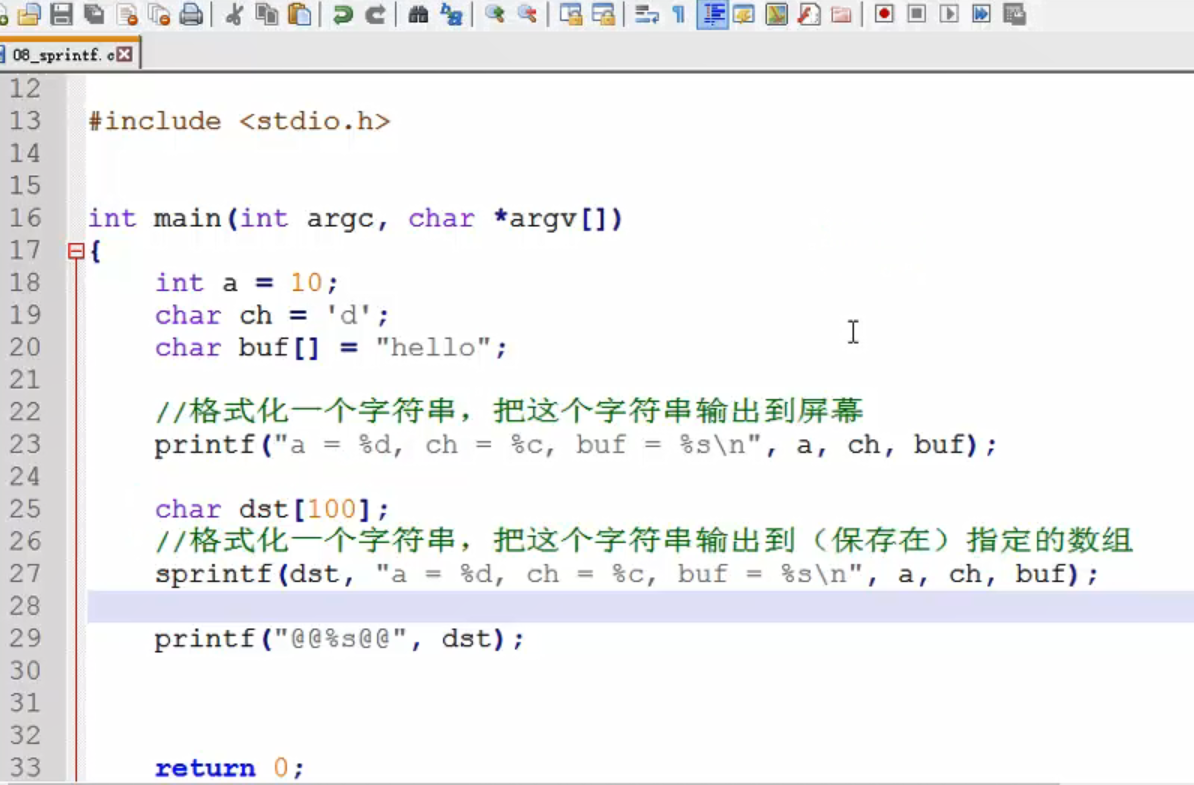 08_sprintf.c
12
13 #include <stdio.h>
14
15
16 int main(int argc, char *argv[])
17 {
18 int a = 10;
19 char ch = 'd';
20 char buf[] = "hello";
21
22 //格式化一个字符串，把这个字符串输出到屏幕
23 printf("a = %d, ch = %c, buf = %s\n", a, ch, buf);
24
25 char dst[100];
26 //格式化一个字符串，把这个字符串输出到（保存在）指定的数组
27 sprintf(dst, "a = %d, ch = %c, buf = %s\n", a, ch, buf);
28
29 printf("@@%s@@", dst);
30
31
32
33 return 0;